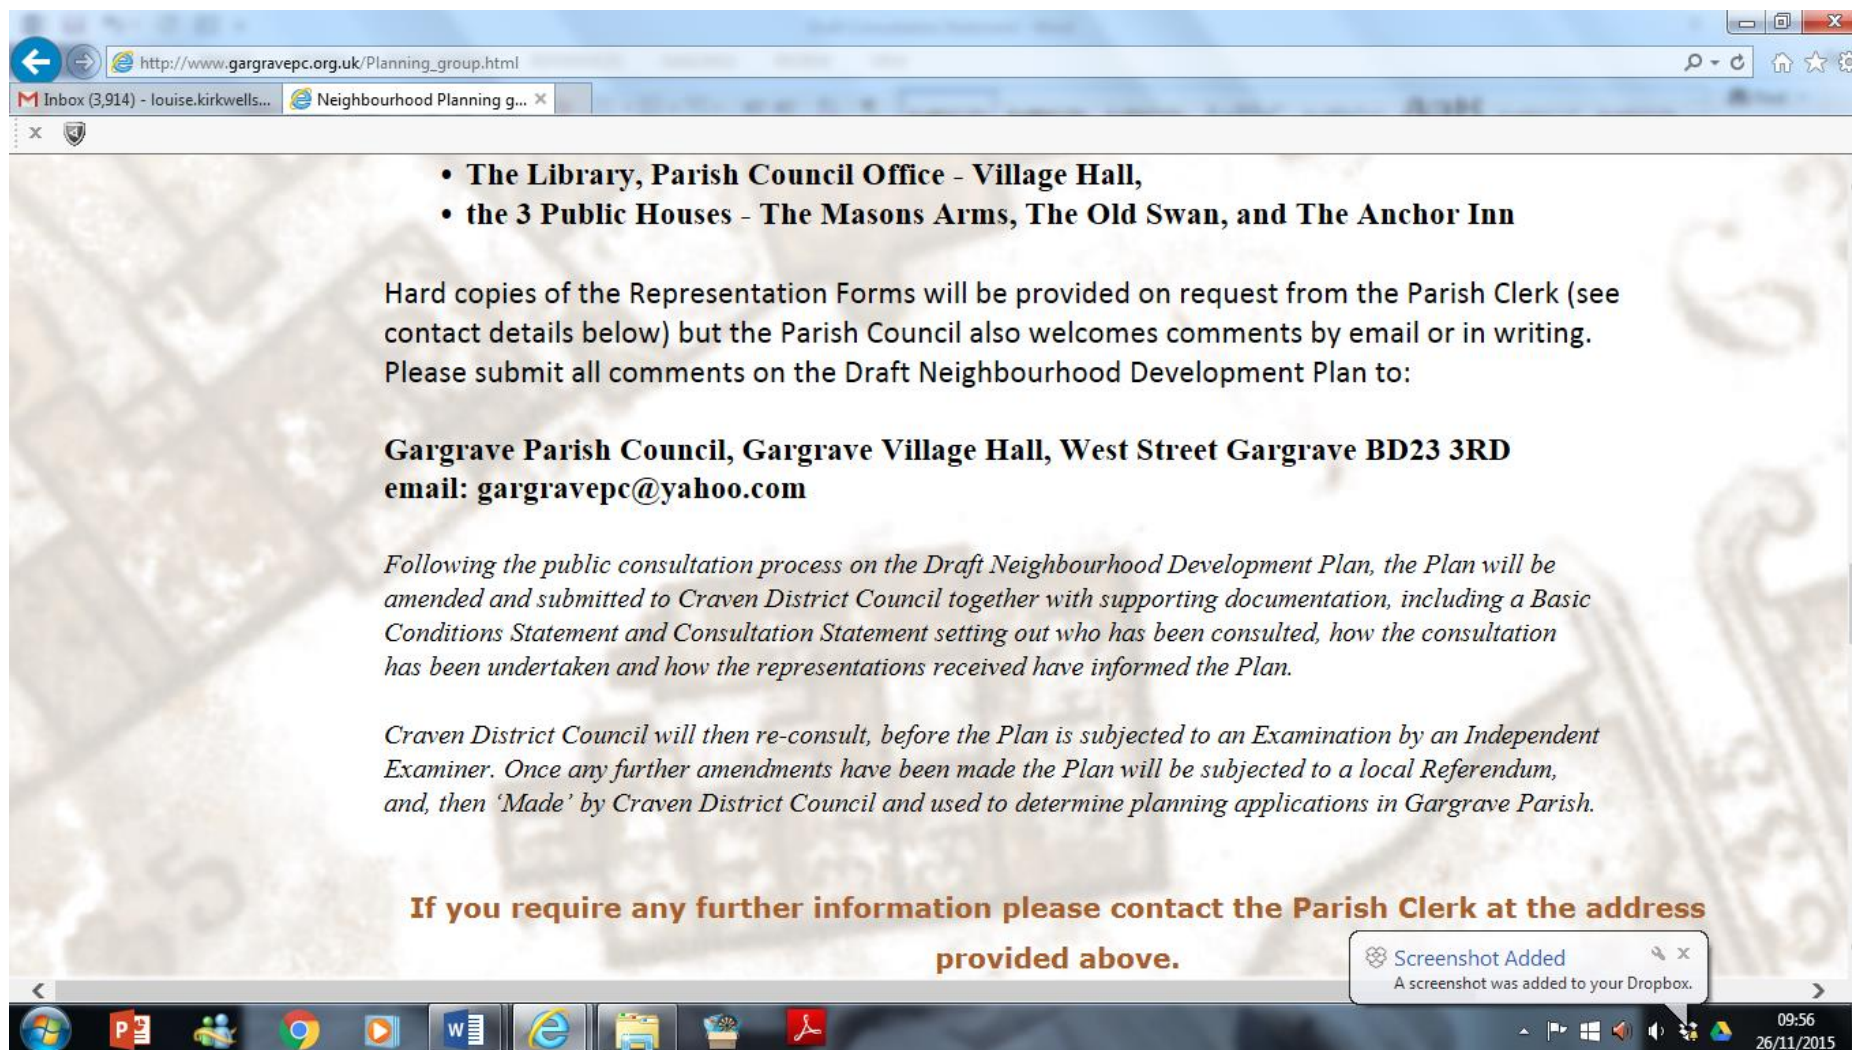 http://www.gargravepc.org.uk/Planning_group.html
Inbox (3,914) - louise.kirkwells...
Neighbourhood Planning g...
• The Library, Parish Council Office - Village Hall,
• the 3 Public Houses - The Masons Arms, The Old Swan, and The Anchor Inn
Hard copies of the Representation Forms will be provided on request from the Parish Clerk (see
contact details below) but the Parish Council also welcomes comments by email or in writing.
Please submit all comments on the Draft Neighbourhood Development Plan to:
Gargrave Parish Council, Gargrave Village Hall, West Street Gargrave BD23 3RD
email: gargravepc@yahoo.com
Following the public consultation process on the Draft Neighbourhood Development Plan, the Plan will be
amended and submitted to Craven District Council together with supporting documentation, including a Basic
Conditions Statement and Consultation Statement setting out who has been consulted, how the consultation
has been undertaken and how the representations received have informed the Plan.
Craven District Council will then re-consult, before the Plan is subjected to an Examination by an Independent
Examiner. Once any further amendments have been made the Plan will be subjected to a local Referendum,
and, then ‘Made’ by Craven District Council and used to determine planning applications in Gargrave Parish.
If you require any further information please contact the Parish Clerk at the address
provided above.
Screenshot Added
A screenshot was added to your Dropbox.
09:56
26/11/2015